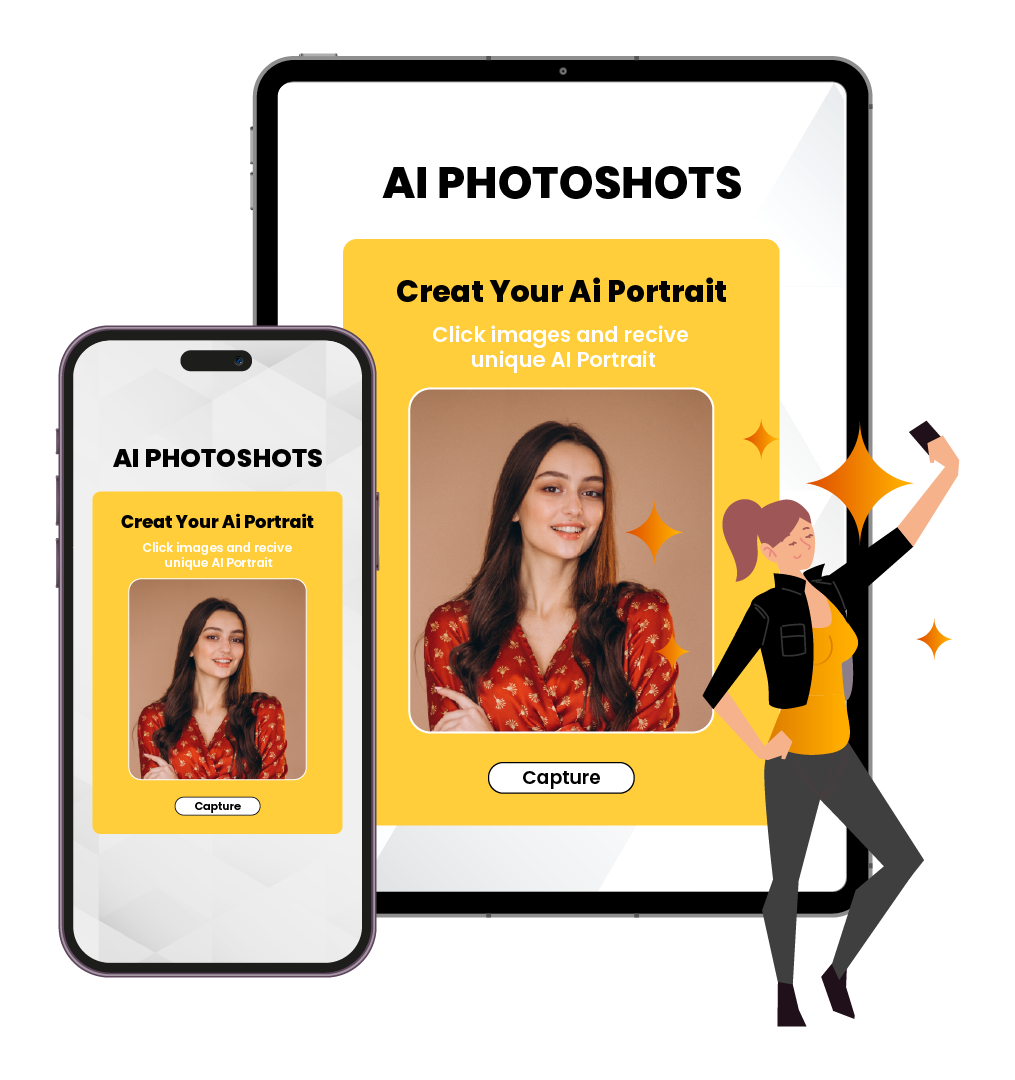 AI PHOTOSHOTS
Creat Your Ai Portrait
Click images and recive
unique AI Portrait
Capture
AI PHOTOSHOTS
Creat Your Ai Portrait
Click images and recive
unique AI Portrait
Capture